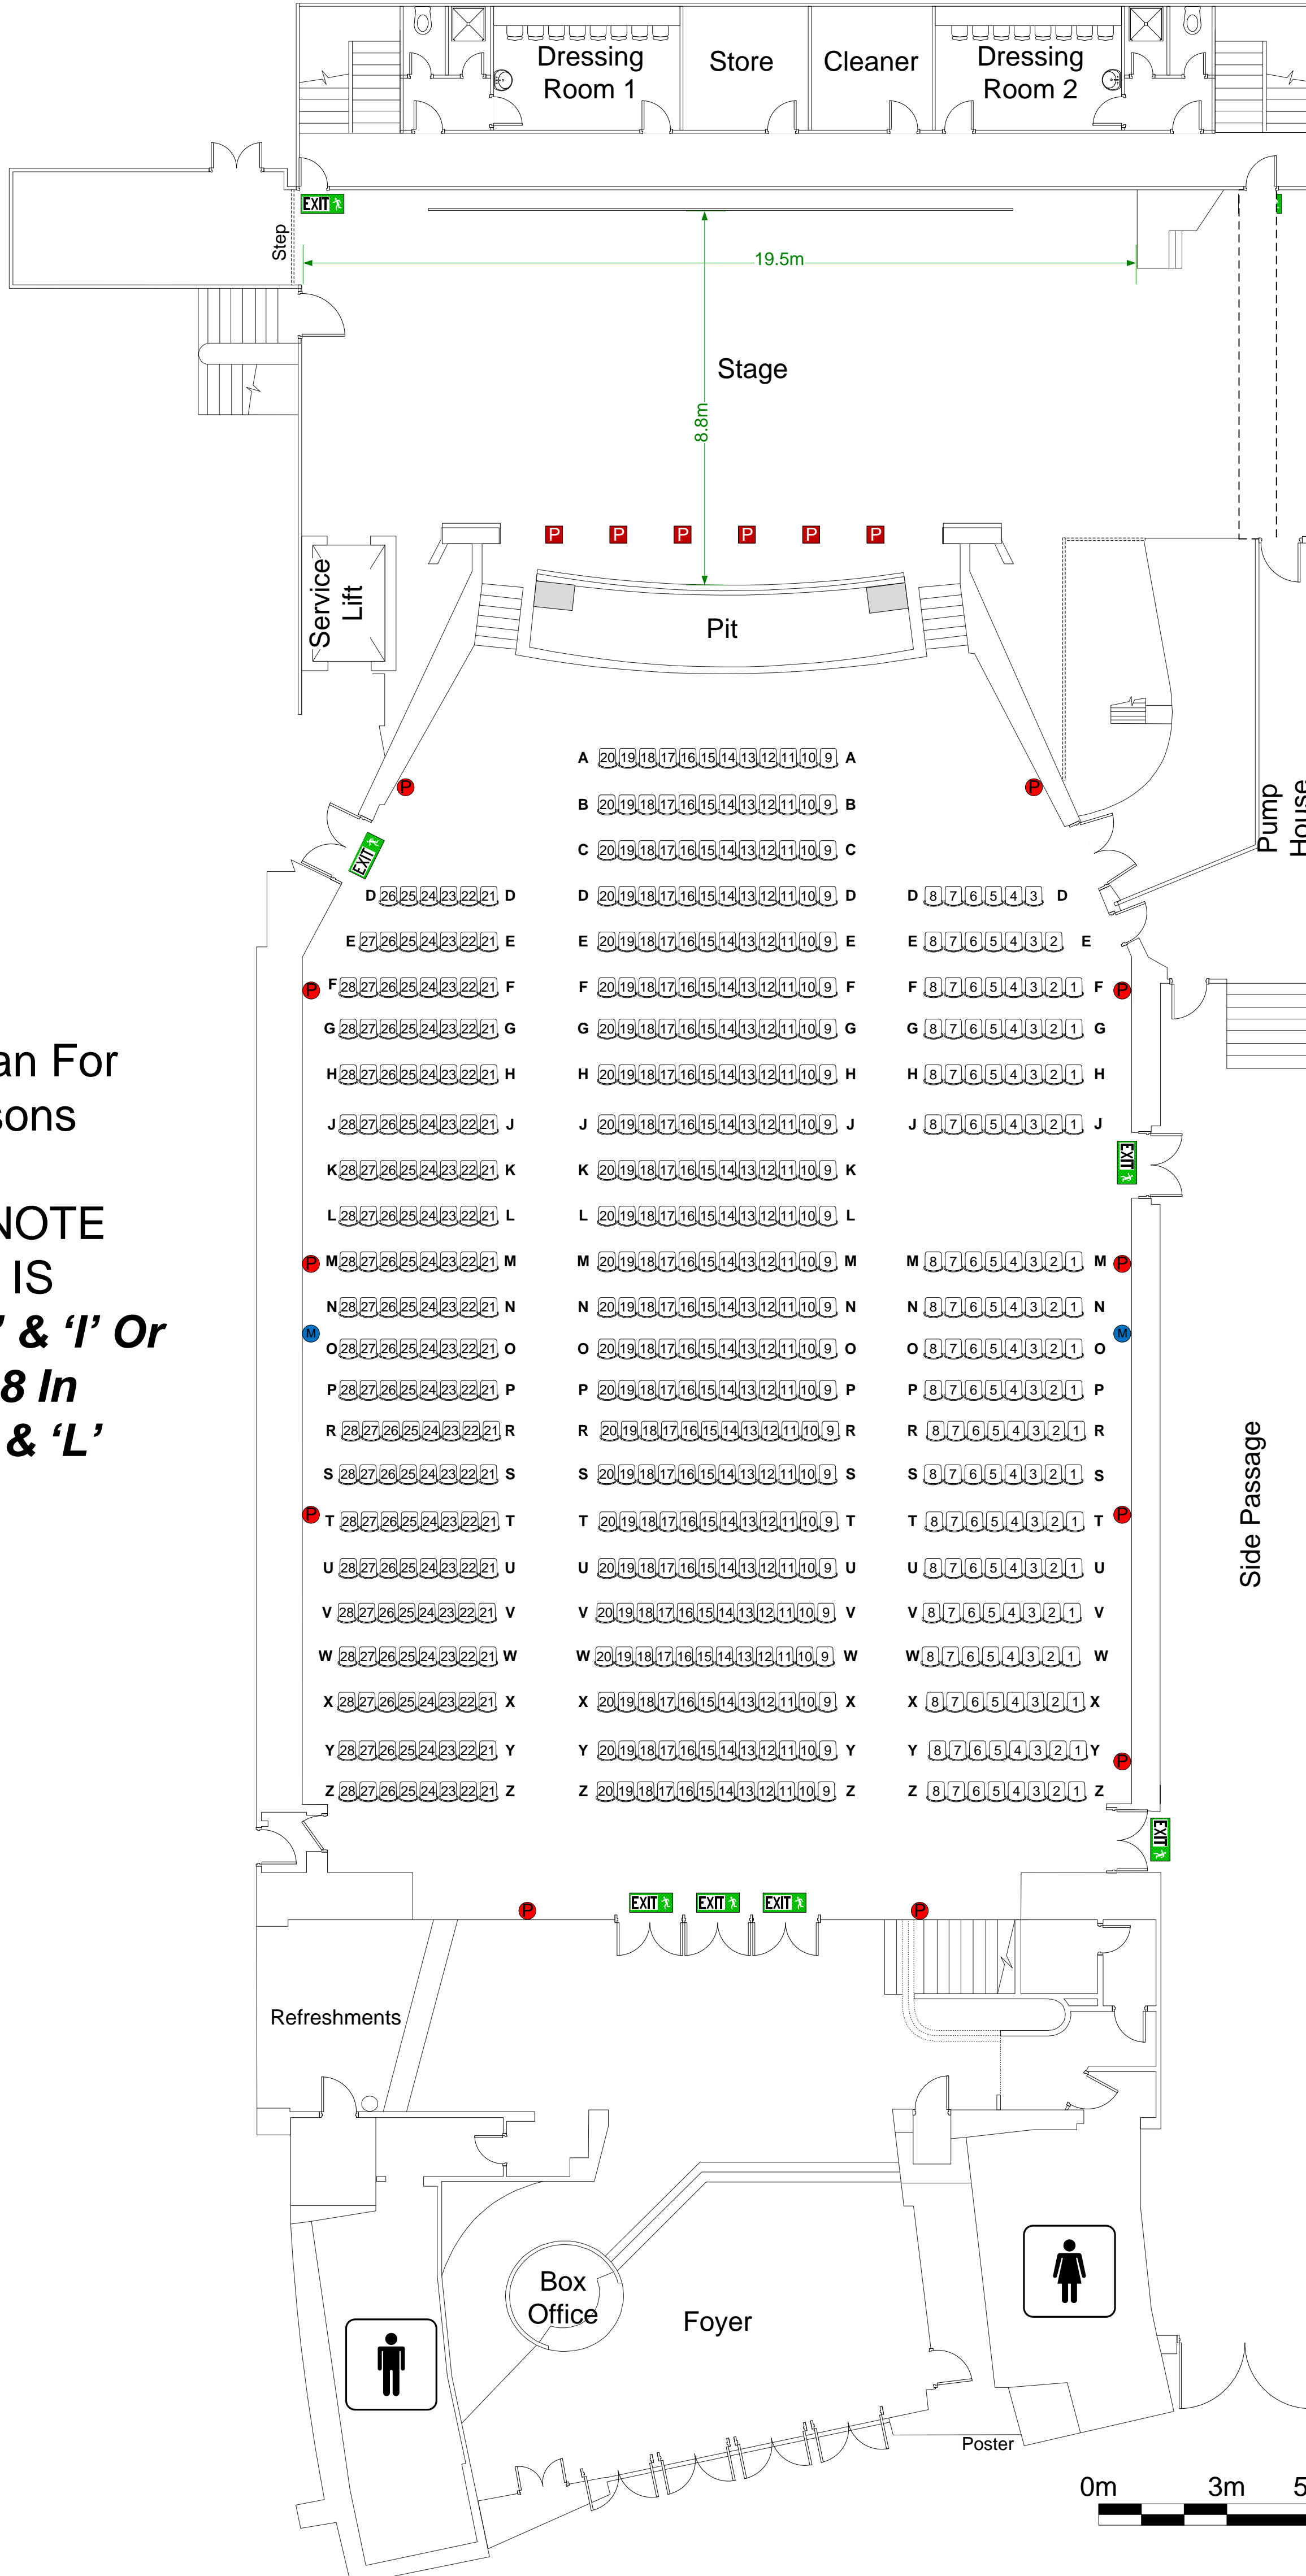 Dressing
Room 1
Store
Cleaner
Dressing
Room 2
EXIT
Step
19.5m
Stage
8.8m
P P P P P P
Service
Lift
Pit
Pump
House
P P
EXIT
A 20 19 18 17 16 15 14 13 12 11 10 9 A
B 20 19 18 17 16 15 14 13 12 11 10 9 B
C 20 19 18 17 16 15 14 13 12 11 10 9 C
D 26 25 24 23 22 21 D D 20 19 18 17 16 15 14 13 12 11 10 9 D D 8 7 6 5 4 3 D
E 27 26 25 24 23 22 21 E E 20 19 18 17 16 15 14 13 12 11 10 9 E E 8 7 6 5 4 3 2 E
P F 28 27 26 25 24 23 22 21 F F 20 19 18 17 16 15 14 13 12 11 10 9 F F 8 7 6 5 4 3 2 1 F P
G 28 27 26 25 24 23 22 21 G G 20 19 18 17 16 15 14 13 12 11 10 9 G G 8 7 6 5 4 3 2 1 G
H 28 27 26 25 24 23 22 21 H H 20 19 18 17 16 15 14 13 12 11 10 9 H H 8 7 6 5 4 3 2 1 H
J 28 27 26 25 24 23 22 21 J J 20 19 18 17 16 15 14 13 12 11 10 9 J J 8 7 6 5 4 3 2 1 J
EXIT
K 28 27 26 25 24 23 22 21 K K 20 19 18 17 16 15 14 13 12 11 10 9 K
L 28 27 26 25 24 23 22 21 L L 20 19 18 17 16 15 14 13 12 11 10 9 L
P M 28 27 26 25 24 23 22 21 M M 20 19 18 17 16 15 14 13 12 11 10 9 M M 8 7 6 5 4 3 2 1 M P
N 28 27 26 25 24 23 22 21 N N 20 19 18 17 16 15 14 13 12 11 10 9 N N 8 7 6 5 4 3 2 1 N
M M
O 28 27 26 25 24 23 22 21 O O 20 19 18 17 16 15 14 13 12 11 10 9 O O 8 7 6 5 4 3 2 1 O
P 28 27 26 25 24 23 22 21 P P 20 19 18 17 16 15 14 13 12 11 10 9 P P 8 7 6 5 4 3 2 1 P
R 28 27 26 25 24 23 22 21 R R 20 19 18 17 16 15 14 13 12 11 10 9 R R 8 7 6 5 4 3 2 1 R
S 28 27 26 25 24 23 22 21 S S 20 19 18 17 16 15 14 13 12 11 10 9 S S 8 7 6 5 4 3 2 1 S
P T 28 27 26 25 24 23 22 21 T T 20 19 18 17 16 15 14 13 12 11 10 9 T T 8 7 6 5 4 3 2 1 T P
U 28 27 26 25 24 23 22 21 U U 20 19 18 17 16 15 14 13 12 11 10 9 U U 8 7 6 5 4 3 2 1 U
V 28 27 26 25 24 23 22 21 V V 20 19 18 17 16 15 14 13 12 11 10 9 V V 8 7 6 5 4 3 2 1 V
W 28 27 26 25 24 23 22 21 W W 20 19 18 17 16 15 14 13 12 11 10 9 W W 8 7 6 5 4 3 2 1 W
X 28 27 26 25 24 23 22 21 X X 20 19 18 17 16 15 14 13 12 11 10 9 X X 8 7 6 5 4 3 2 1 X
Y 28 27 26 25 24 23 22 21 Y Y 20 19 18 17 16 15 14 13 12 11 10 9 Y Y 8 7 6 5 4 3 2 1 Y P
Z 28 27 26 25 24 23 22 21 Z Z 20 19 18 17 16 15 14 13 12 11 10 9 Z Z 8 7 6 5 4 3 2 1 Z
an For
sons
NOTE
IS
’ & ‘I’ Or
8 In
& ‘L’
Side Passage
EXIT
P EXIT EXIT EXIT P
Refreshments
Box
Office
Foyer
Poster
0m 3m 5